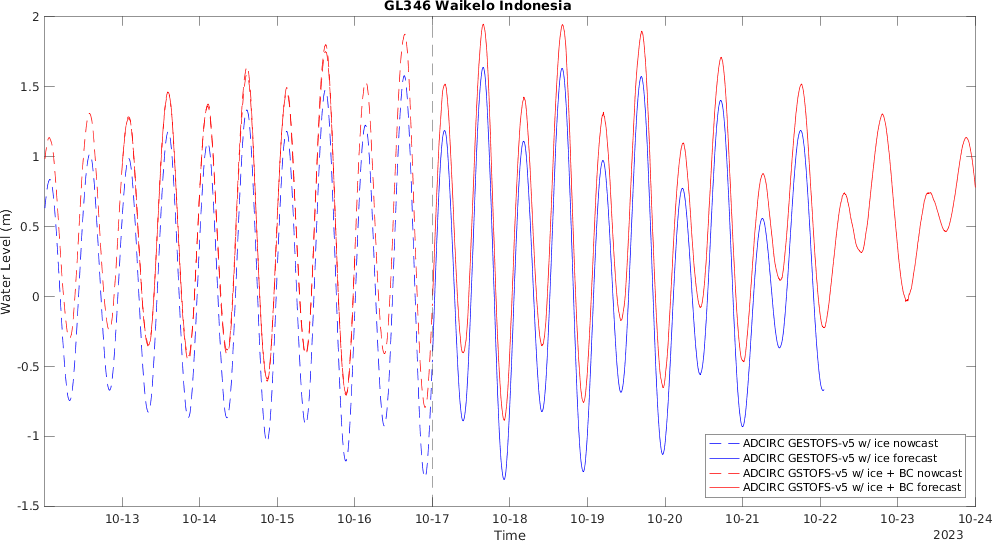 GL346 Waikelo Indonesia
2
1.5
1
0.5
0
-0.5
-1
-1.5
Water Level (m)
ADCIRC GESTOFS-v5 w/ ice nowcast
ADCIRC GESTOFS-v5 w/ ice forecast
ADCIRC GSTOFS-v5 w/ ice + BC nowcast
ADCIRC GSTOFS-v5 w/ ice + BC forecast
10-13 10-14 10-15 10-16 10-17 10-18 10-19 10-20 10-21 10-22 10-23 10-24
Time
2023